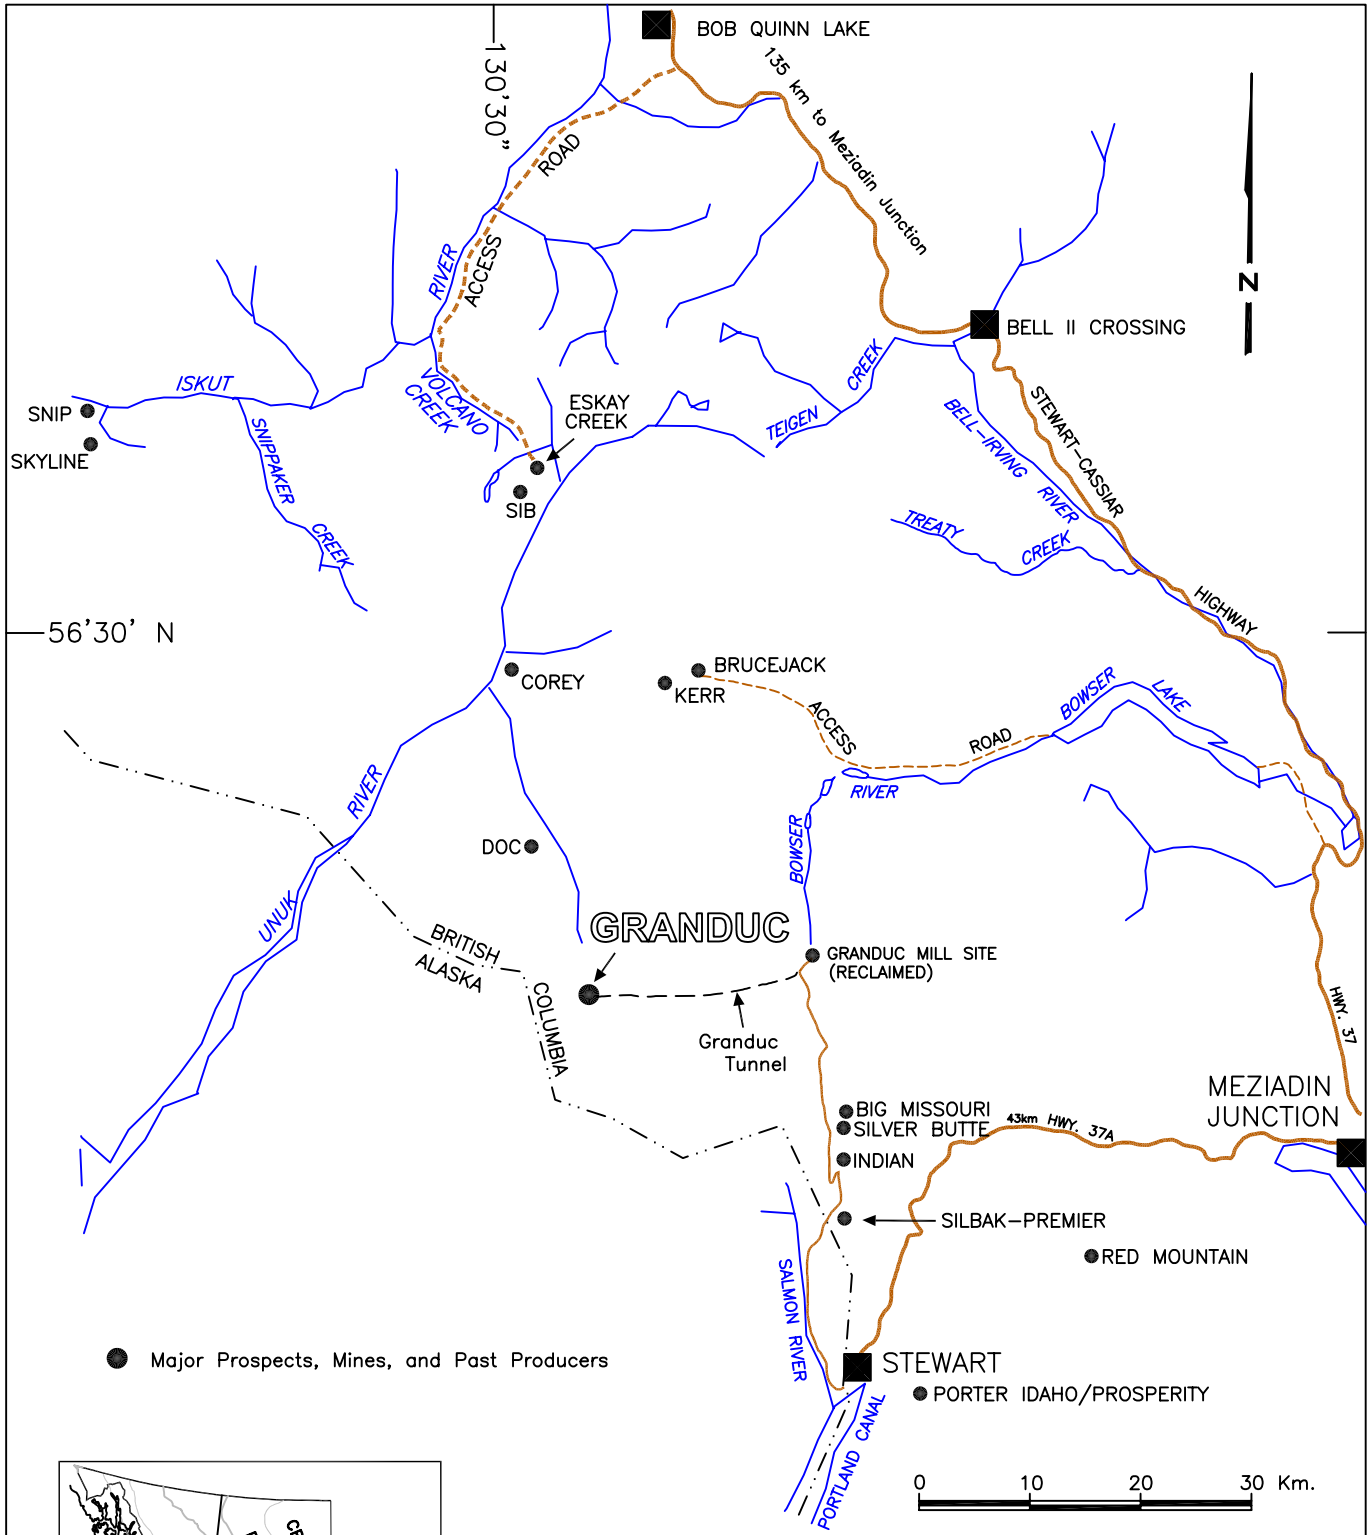 BOB QUINN LAKE
130'30"
135 km to Meziadin Junction
ROAD
ACCESS
RIVER
BELL II CROSSING
ISKUT
SNIP
SKYLINE
VOLCANO
CREEK
ESKAY
CREEK
SIB
SNIPPAKER
CREEK
TEIGEN
CREEK
BELL-IRVING
RIVER
STEWART-CASSIAR
HIGHWAY
TREATY
CREEK
N
56'30' N
COREY
BRUCEJACK
KERR
ACCESS
ROAD
BOWSER
LAKE
RIVER
BOWSER
RIVER
UNUK
DOC
BRITISH
COLUMBIA
ALASKA
GRANDUC
GRANDUC MILL SITE
(RECLAIMED)
Granduc
Tunnel
HWY. 37
MEZIADIN
JUNCTION
BIG MISSOURI
SILVER BUTTE
INDIAN
43km HWY. 37A
SILBAK-PREMIER
RED MOUNTAIN
SALMON RIVER
STEWART
PORTER IDAHO/PROSPERITY
PORTLAND CANAL
Major Prospects, Mines, and Past Producers
0 10 20 30 Km.